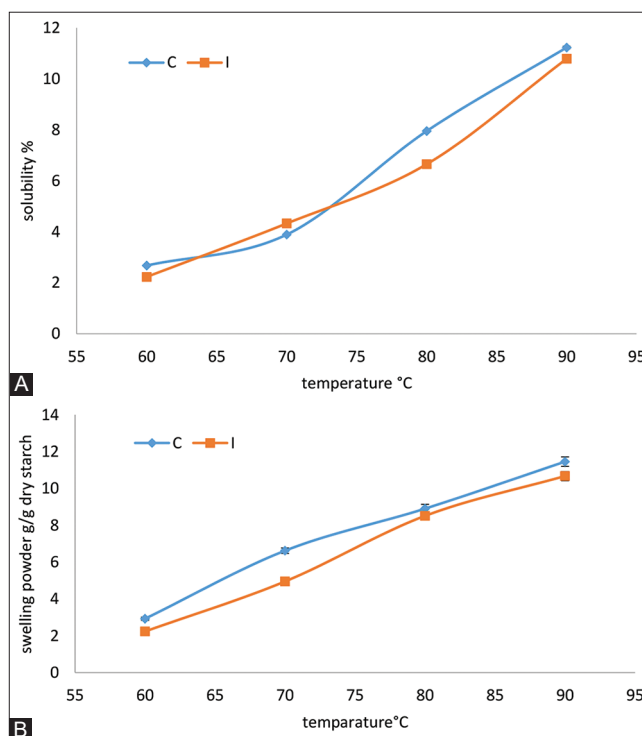 12
10
8
6
4
2
0
C I
solubility %
55 60 65 70 75 80 85 90 95
temperature °C
A
14
12
10
8
6
4
2
0
C I
swelling powder g/g dry starch
55 60 65 70 75 80 85 90 95
temparature°C
B